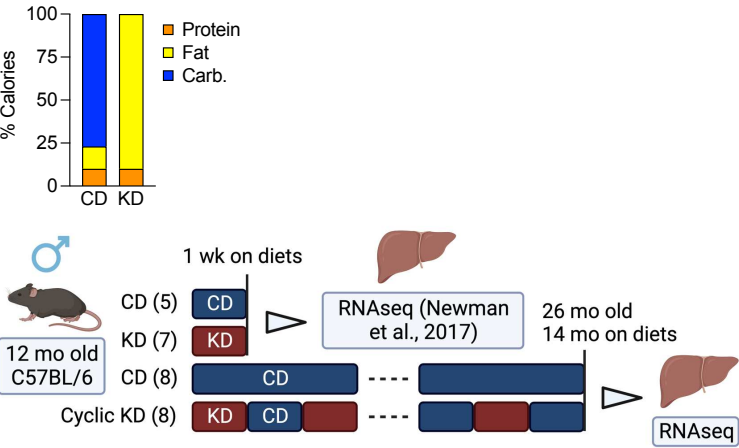 100
75
50
25
0
% Calories
CD KD
Protein
Fat
Carb.
1 wk on diets
CD (5)
CD
KD (7)
KD
RNAseq (Newman
et al., 2017)
26 mo old
14 mo on diets
12 mo old
C57BL/6
CD (8)
CD
Cyclic KD (8)
KD CD
RNAseq